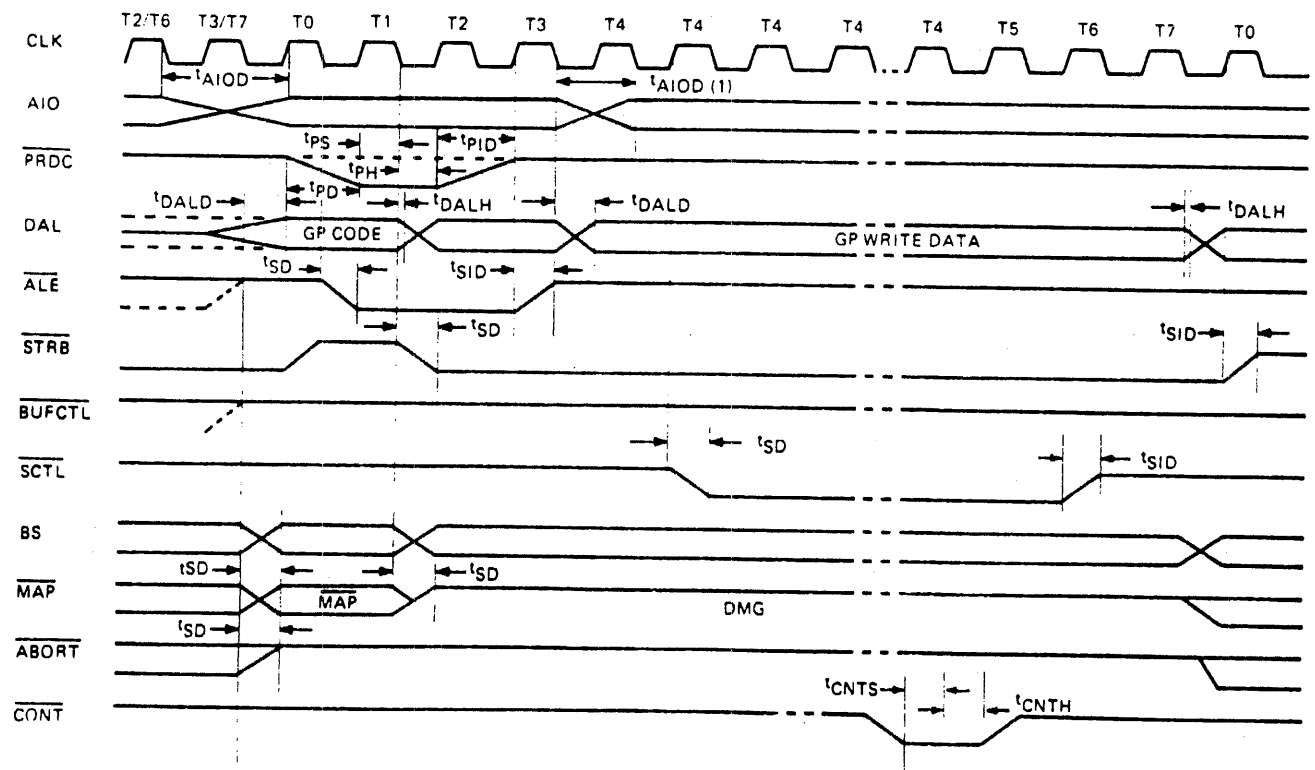 T2/T6 T3/T7 T0 T1 T2 T3 T4 T4 T4 T4 T4 T5 T6 T7 T0
CLK
tAIOD
tAIOD (1)
AIO
tPS
tPID
PRDC
tPH
tPD
tDALD
tDALH
tDALD
tDALH
DAL
GP CODE
GP WRITE DATA
tSD
tSID
ALE
tSD
tSID
STRB
BUFCTL
tSD
tSID
SCTL
BS
tSD
tSD
MAP
MAP
DMG
tSD
ABORT
tCNTS
tCNTH
CONT